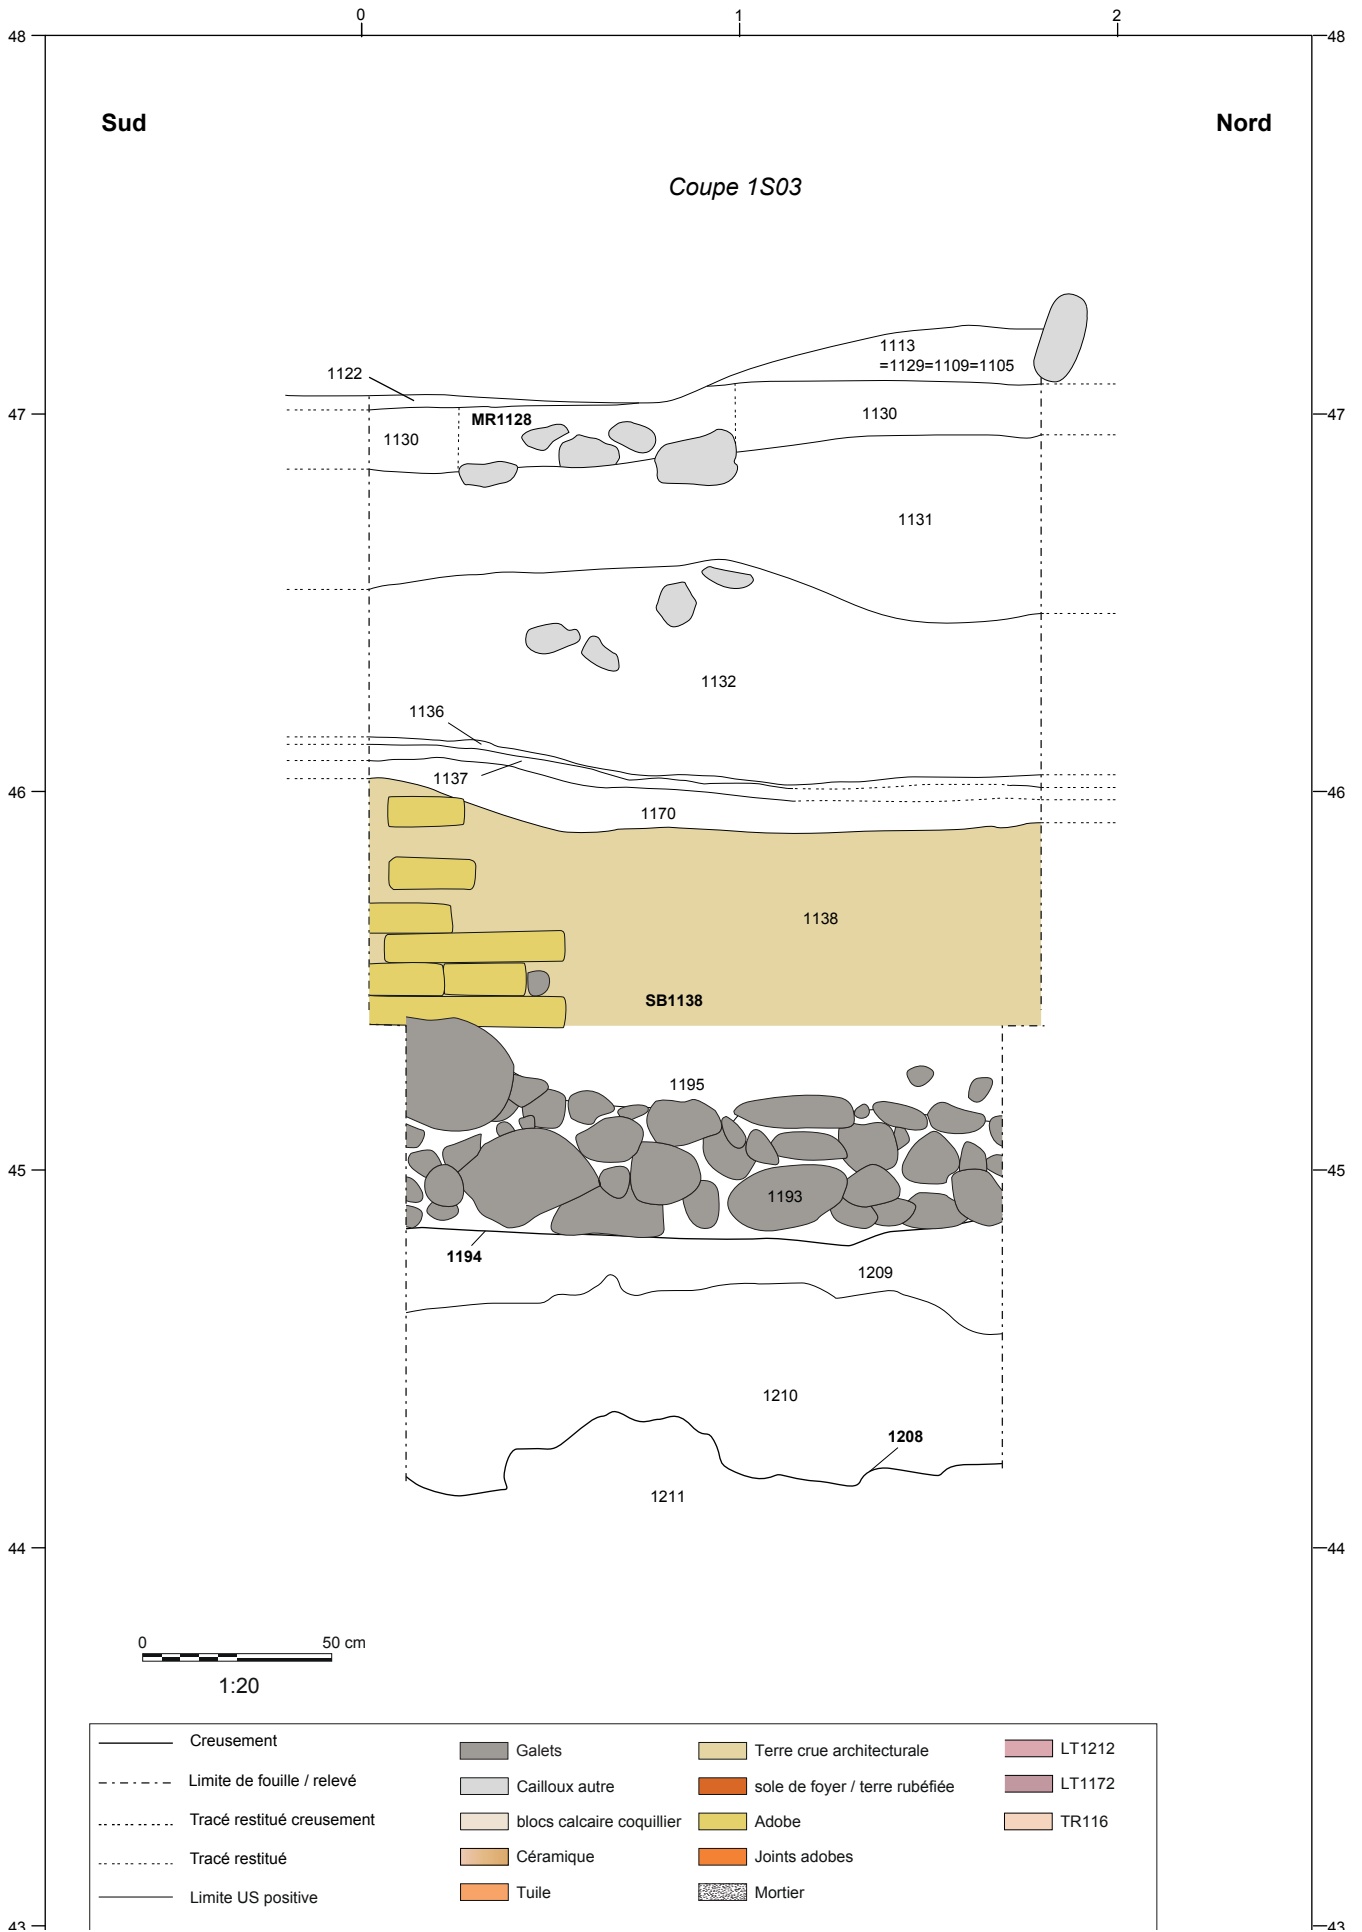 0 1 2
48 48
Sud Nord
Coupe 1S03
1113
=1129=1109=1105
1122
47 47
MR1128
1130 1130
1131
1132
1136
1137
46 46
1170
1138
SB1138
1195
45 45
1193
1194
1209
1210
1208
1211
44 44
0 50 cm
1:20
Creusement
Limite de fouille / relevé
Tracé restitué creusement
Tracé restitué
Limite US positive
Galets
Cailloux autre
blocs calcaire coquillier
Céramique
Tuile
Terre crue architecturale
sole de foyer / terre rubéfiée
Adobe
Joints adobes
Mortier
LT1212
LT1172
TR116
43 43